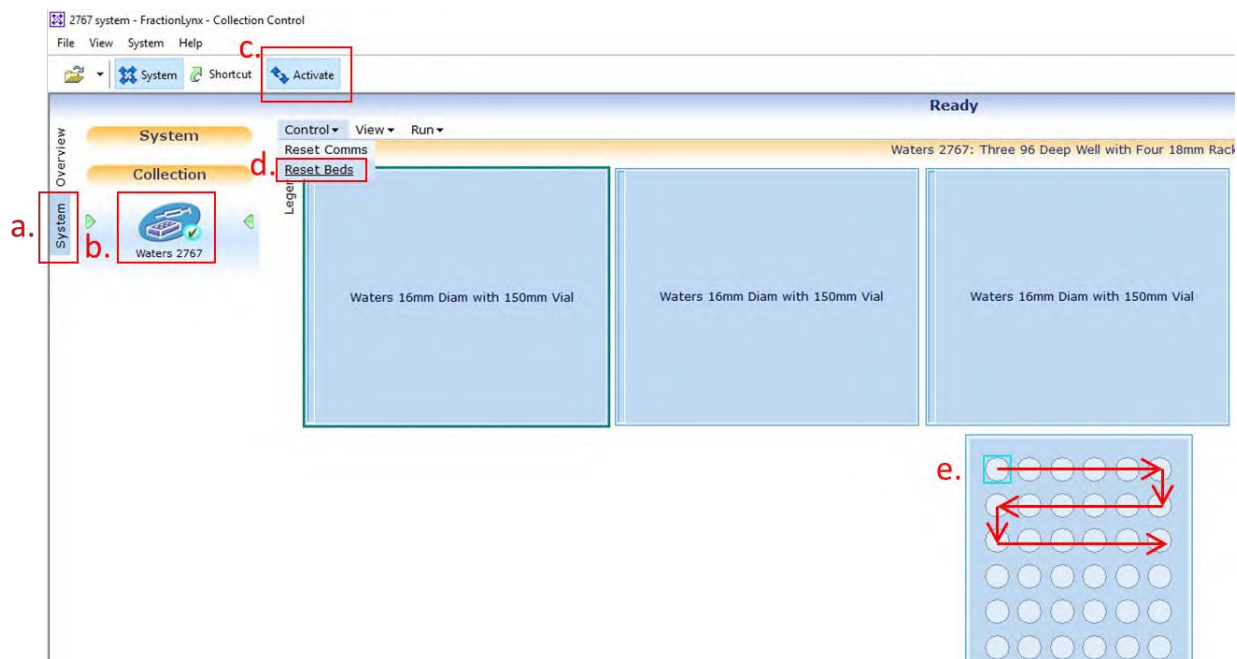 2767 system - FractionLynx - Collection Control
File View System Help
c.
System Shortcut Activate
Ready
Overview
System
Control View Run
Reset Comms
Waters 2767: Three 96 Deep Well with Four 18mm Rack
Collection
d.
Reset Beds
Legen
a.
System
b.
Waters 2767
Waters 16mm Diam with 150mm Vial
Waters 16mm Diam with 150mm Vial
Waters 16mm Diam with 150mm Vial
e.